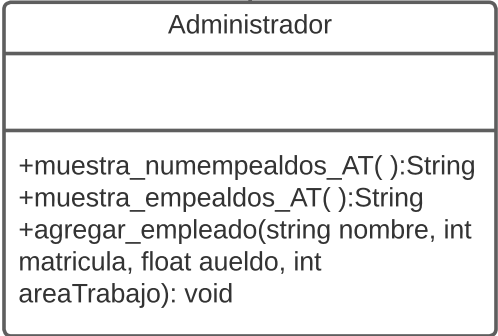 Administrador
+muestra_numempealdos_AT( ):String
+muestra_empealdos_AT( ):String
+agregar_empleado(string nombre, int
matricula, float aueldo, int
areaTrabajo): void